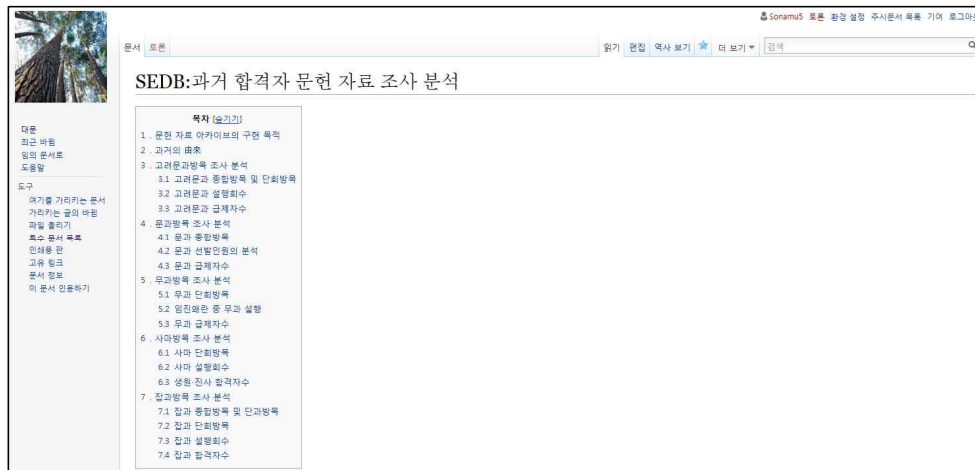 Sonamu5 토론 환경 설정 주시문서 목록 기여 로그아웃
문서 토론 읽기 편집 역사 보기 더 보기 검색
SEDB:과거 합격자 문헌 자료 조사 분석
대문
최근 바뀜
임의 문서로
도움말
도구
여기를 가리키는 문서
가리키는 글의 바뀜
파일 올리기
특수 문서 목록
인쇄용 판
고유 링크
문서 정보
이 문서 인용하기
목차 [숨기기]
1 . 문헌 자료 아카이브의 구현 목적
2 . 과거의 由來
3 . 고려문과방목 조사 분석
3.1 고려문과 종합방목 및 단회방목
3.2 고려문과 설행회수
3.3 고려문과 급제자수
4 . 문과방목 조사 분석
4.1 문과 종합방목
4.2 문과 선발인원의 분석
4.3 문과 급제자수
5 . 무과방목 조사 분석
5.1 무과 단회방목
5.2 임진왜란 중 무과 설행
5.3 무과 급제자수
6 . 사마방목 조사 분석
6.1 사마 단회방목
6.2 사마 설행회수
6.3 생원·진사 합격자수
7 . 잡과방목 조사 분석
7.1 잡과 종합방목 및 단과방목
7.2 잡과 단회방목
7.3 잡과 설행회수
7.4 잡과 합격자수